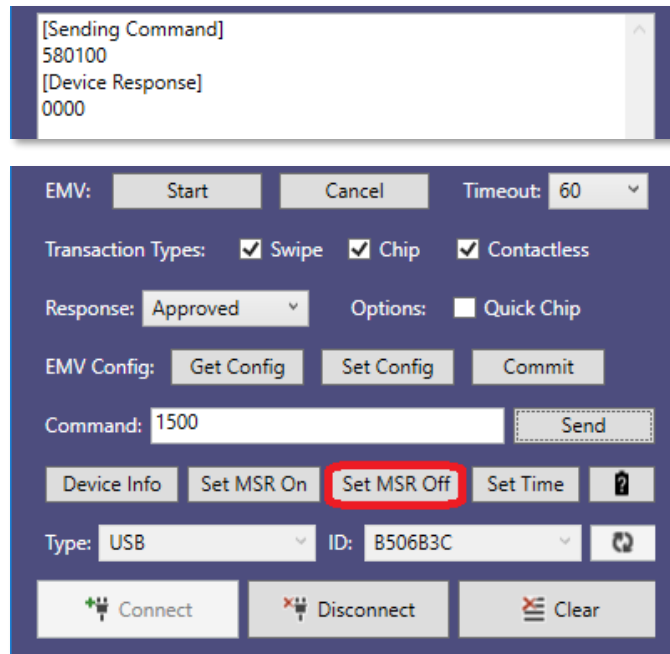 [Sending Command]
580100
[Device Response]
0000
EMV: Start Cancel Timeout: 60
Transaction Types: Swipe Chip Contactless
Response: Approved Options: Quick Chip
EMV Config: Get Config Set Config Commit
Command: 1500 Send
Device Info Set MSR On Set MSR Off Set Time ?
Type: USB ID: B506B3C
Connect Disconnect Clear